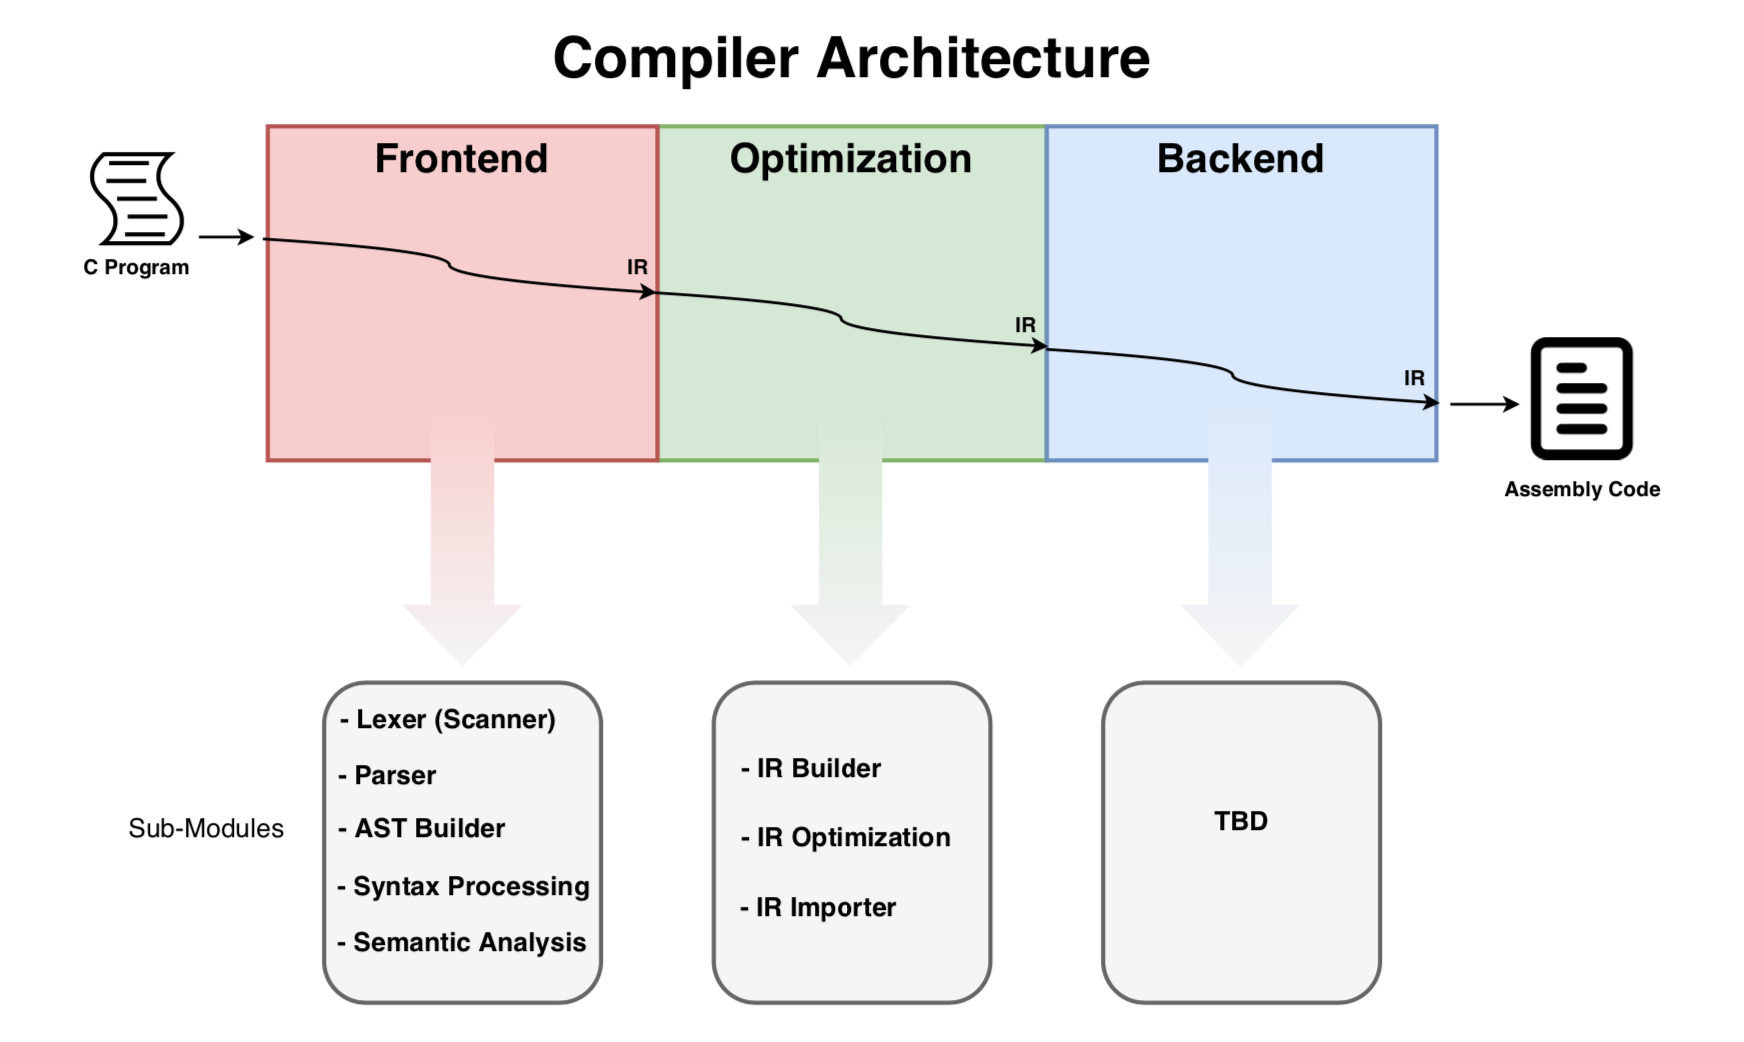 Compiler Architecture
Frontend
Optimization
Backend
C Program
IR
IR
IR
Assembly Code
Sub-Modules
- Lexer (Scanner)
- Parser
- AST Builder
- Syntax Processing
- Semantic Analysis
- IR Builder
- IR Optimization
- IR Importer
TBD